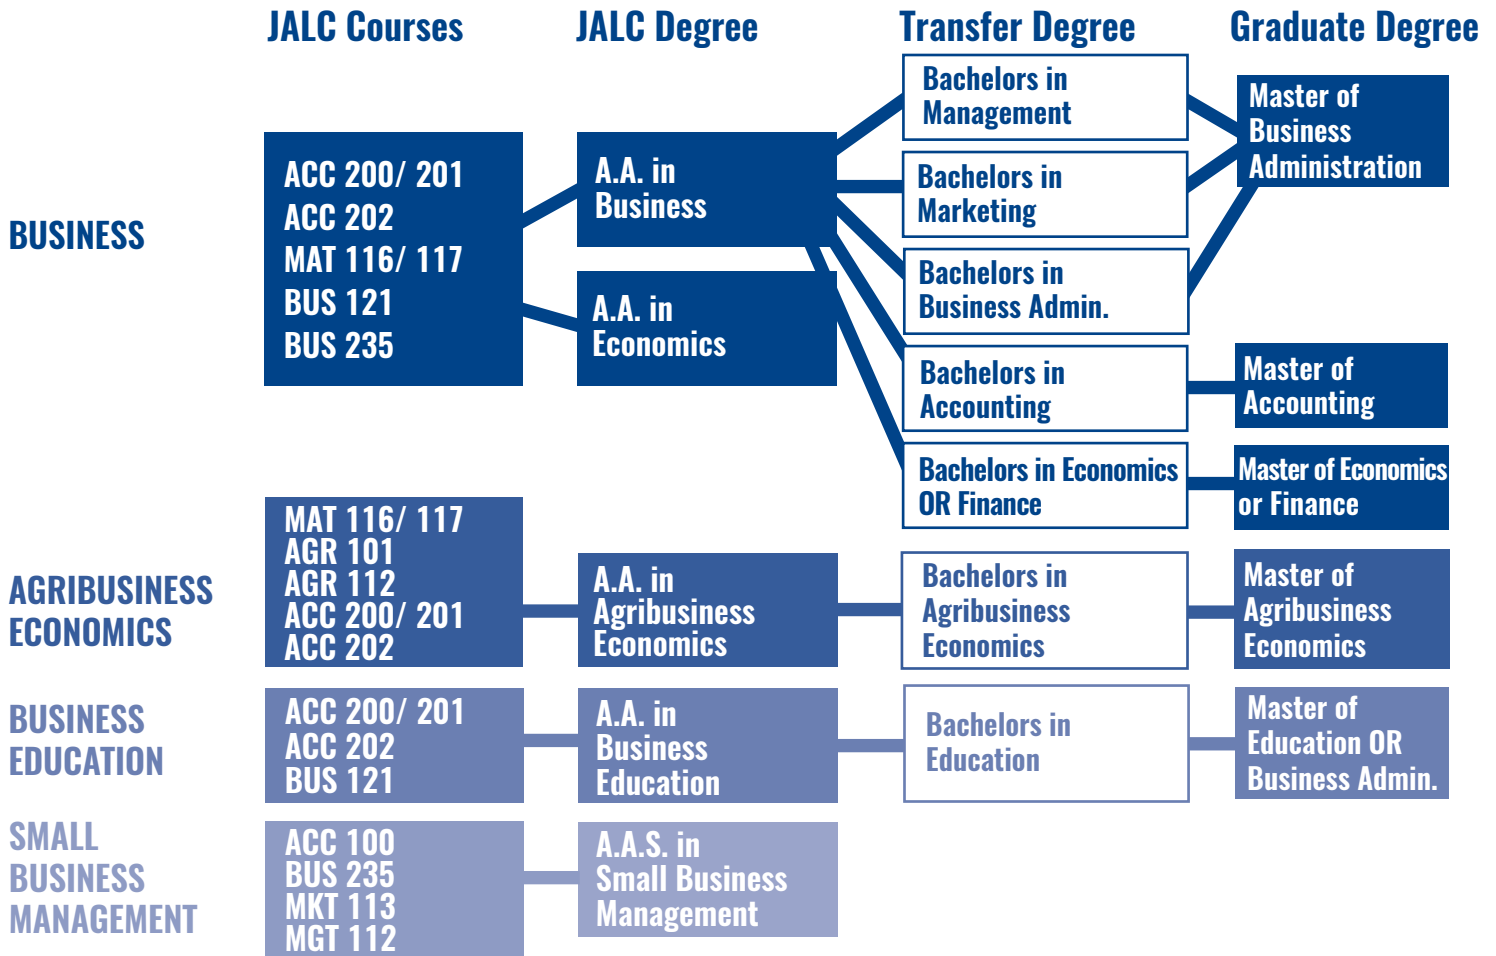 JALC Courses
JALC Degree
Transfer Degree
Graduate Degree
BUSINESS
ACC 200/ 201
ACC 202
MAT 116/ 117
BUS 121
BUS 235
A.A. in
Business
A.A. in
Economics
Bachelors in
Management
Bachelors in
Marketing
Bachelors in
Business Admin.
Bachelors in
Accounting
Bachelors in Economics
OR Finance
Master of
Business
Administration
Master of
Accounting
Master of Economics
or Finance
AGRIBUSINESS
ECONOMICS
MAT 116/ 117
AGR 101
AGR 112
ACC 200/ 201
ACC 202
A.A. in
Agribusiness
Economics
Bachelors in
Agribusiness
Economics
Master of
Agribusiness
Economics
BUSINESS
EDUCATION
ACC 200/ 201
ACC 202
BUS 121
A.A. in
Business
Education
Bachelors in
Education
Master of
Education OR
Business Admin.
SMALL
BUSINESS
MANAGEMENT
ACC 100
BUS 235
MKT 113
MGT 112
A.A.S. in
Small Business
Management